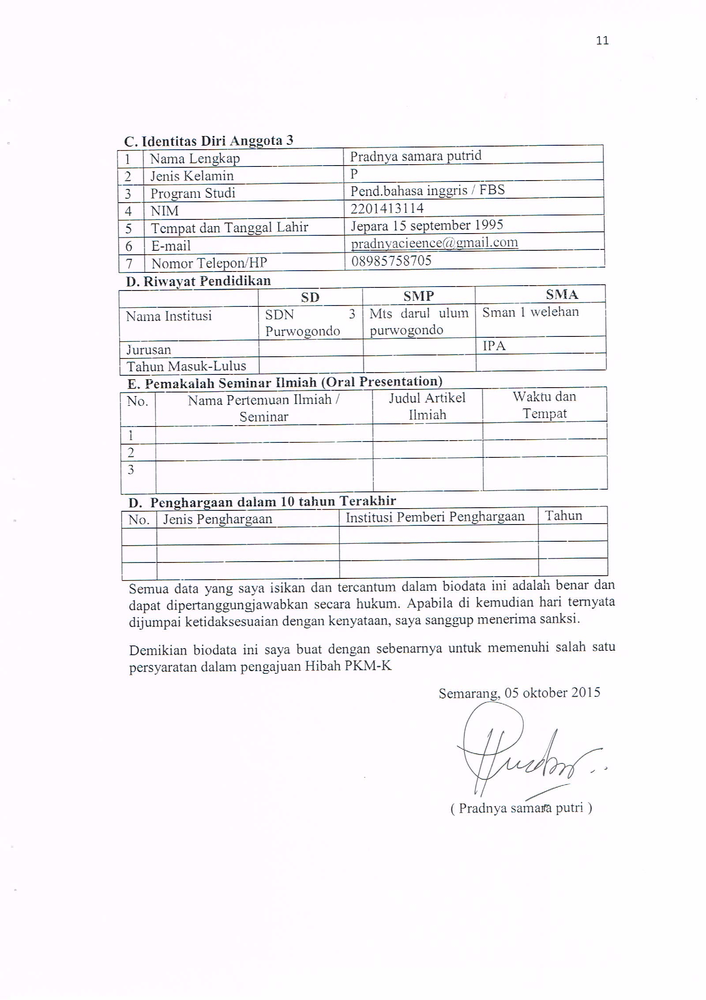 11
C. Identitas Diri Anggota 3
1 Nama Lengkap Pradnya samara putrid
2 Jenis Kelamin P
3 Program Studi Pend.bahasa inggris / FBS
4 NIM 2201413114
5 Tempat dan Tanggal Lahir Jepara 15 september 1995
6 E-mail pradnyacieence@gmail.com
7 Nomor Telepon/HP 08985758705
D. Riwayat Pendidikan
SD SMP SMA
Nama Institusi SDN 3 Mts darul ulum Sman 1 welehan
Purwogondo purwogondo
Jurusan IPA
Tahun Masuk-Lulus
E. Pemakalah Seminar Ilmiah (Oral Presentation)
No. Nama Pertemuan Ilmiah / Judul Artikel Waktu dan
Seminar Ilmiah Tempat
1
2
3
D. Penghargaan dalam 10 tahun Terakhir
No. Jenis Penghargaan Institusi Pemberi Penghargaan Tahun
Semua data yang saya isikan dan tercantum dalam biodata ini adalah benar dan
dapat dipertanggungjawabkan secara hukum. Apabila di kemudian hari ternyata
dijumpai ketidaksesuaian dengan kenyataan, saya sanggup menerima sanksi.
Demikian biodata ini saya buat dengan sebenarnya untuk memenuhi salah satu
persyaratan dalam pengajuan Hibah PKM-K
Semarang, 05 oktober 2015
( Pradnya samara putri )